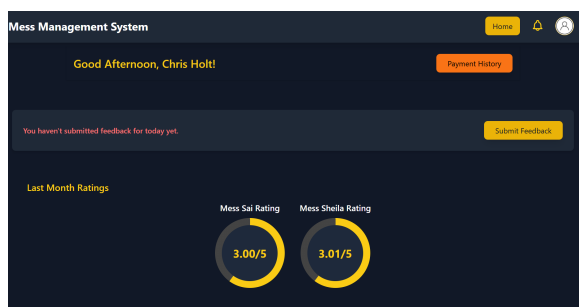 Mess Management System
Home
Good Afternoon, Chris Holt!
Payment History
You haven't submitted feedback for today yet.
Submit Feedback
Last Month Ratings
Mess Sai Rating
Mess Sheila Rating
3.00/5
3.01/5